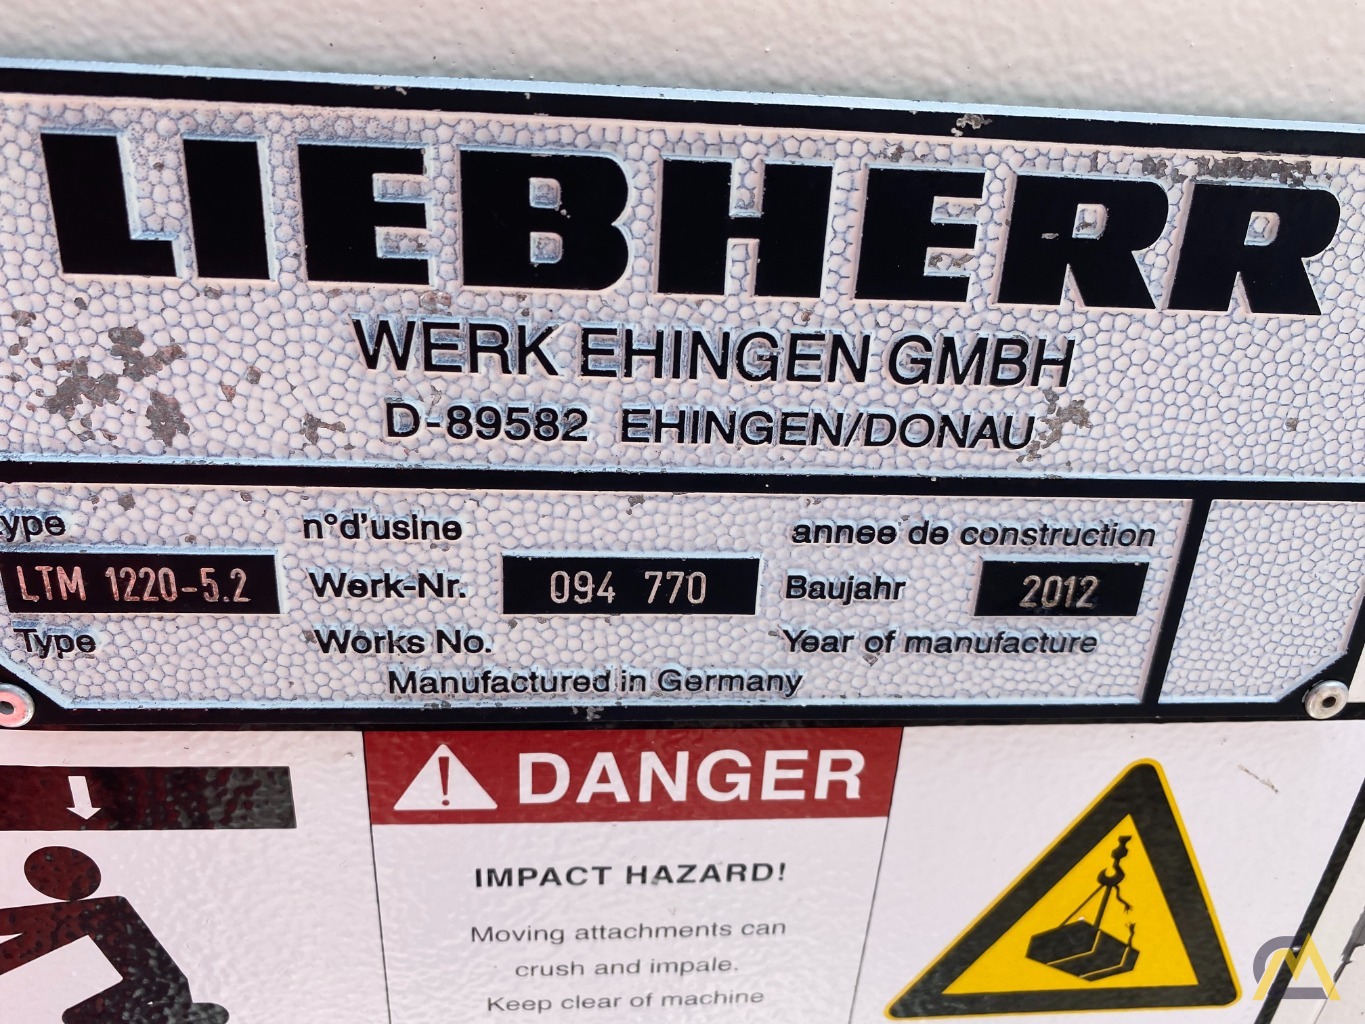 LIEBHERR
WERK EHINGEN GMBH
D-89582 EHINGEN/DONAU
ype n°d'usine annee de construction
LTM 1220-5.2 Werk-Nr. 094 770 Baujahr 2012
Type Works No. Year of manufacture
Manufactured in Germany
DANGER
IMPACT HAZARD!
Moving attachments can
crush and impale.
Keep clear of machine